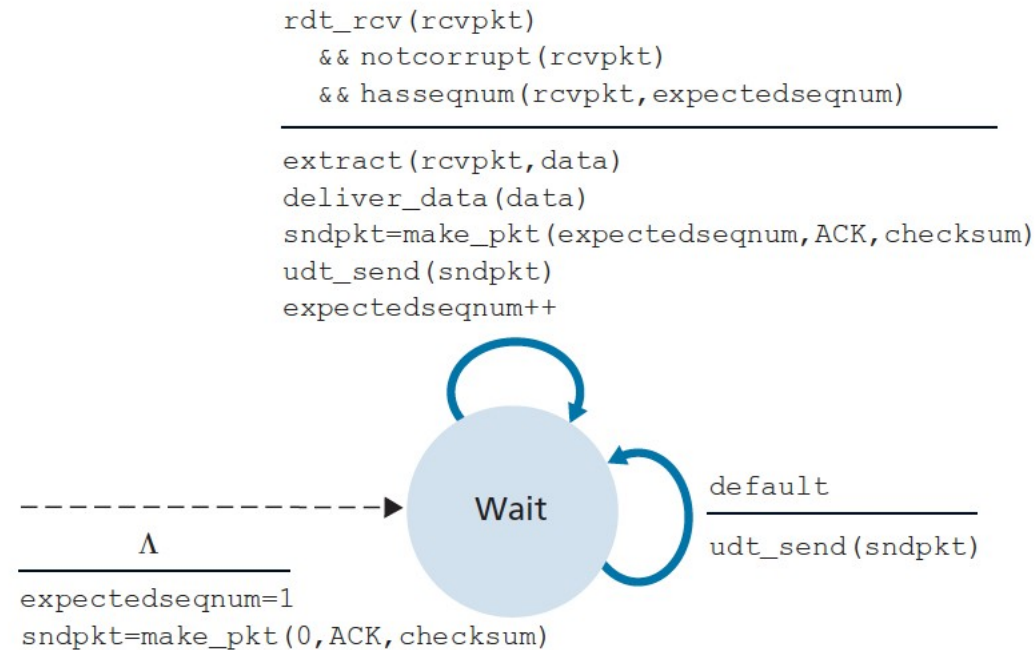 rdt_rcv(rcvpkt)
&& notcorrupt(rcvpkt)
&& hasseqnum(rcvpkt,expectedseqnum)
extract(rcvpkt,data)
deliver_data(data)
sndpkt=make_pkt(expectedseqnum,ACK,checksum)
udt_send(sndpkt)
expectedseqnum++
Wait
default
udt_send(sndpkt)
Λ
expectedseqnum=1
sndpkt=make_pkt(0,ACK,checksum)